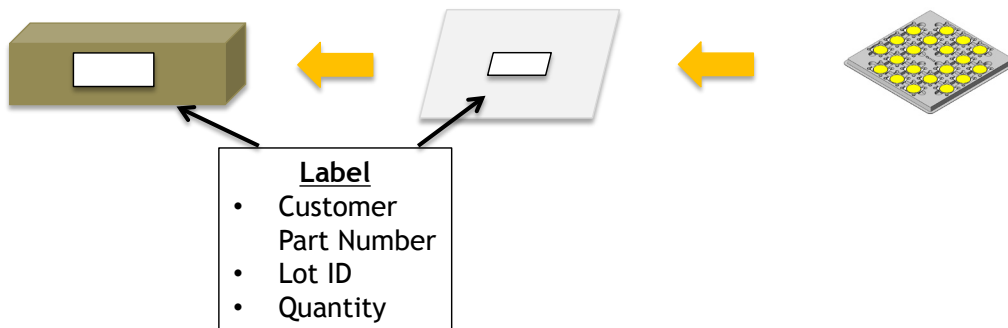 Label
• Customer
Part Number
• Lot ID
• Quantity